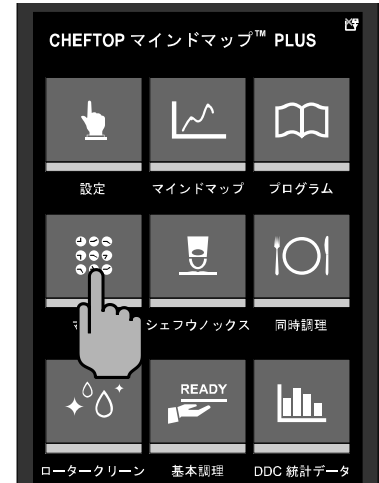 CHEFTOP マインドマップ™ PLUS
設定 マインドマップ プログラム
シェフウノックス 同時調理
READY
ロータークリーン 基本調理 DDC 統計データ